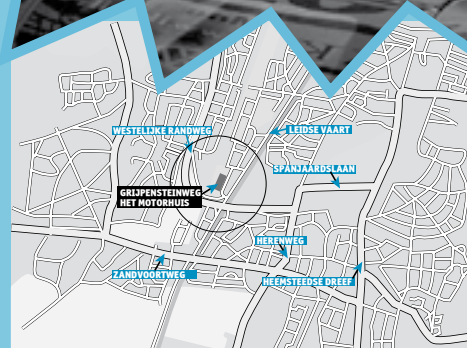 WESTELIJKE RANDWEG
LEIDSE VAART
SPANJAARDSLAAN
GRIJPENSTEINWEG
HET MOTORHUIS
HERENWEG
ZANDVOORTWEG
HEEMSTEEDSE DREEF